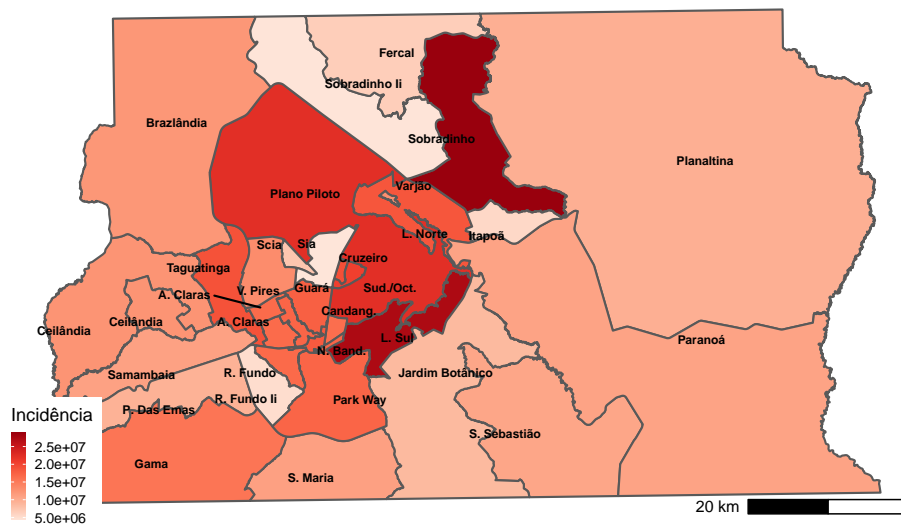 Fercal
Sobradinho Ii
Brazlândia
Sobradinho
Planaltina
Plano Piloto
Varjão
L. Norte
Itapoã
Scia
Sia
Cruzeiro
Taguatinga
V. Pires
Guará
Sud./Oct.
A. Claras
Candang.
Ceilândia
Ceilândia
A. Claras
L. Sul
Paranoá
N. Band.
Samambaia
R. Fundo
Jardim Botânico
R. Fundo Ii
Park Way
P. Das Emas
S. Sebastião
Gama
S. Maria
Incidência
2.5e+07
2.0e+07
1.5e+07
1.0e+07
5.0e+06
20 km